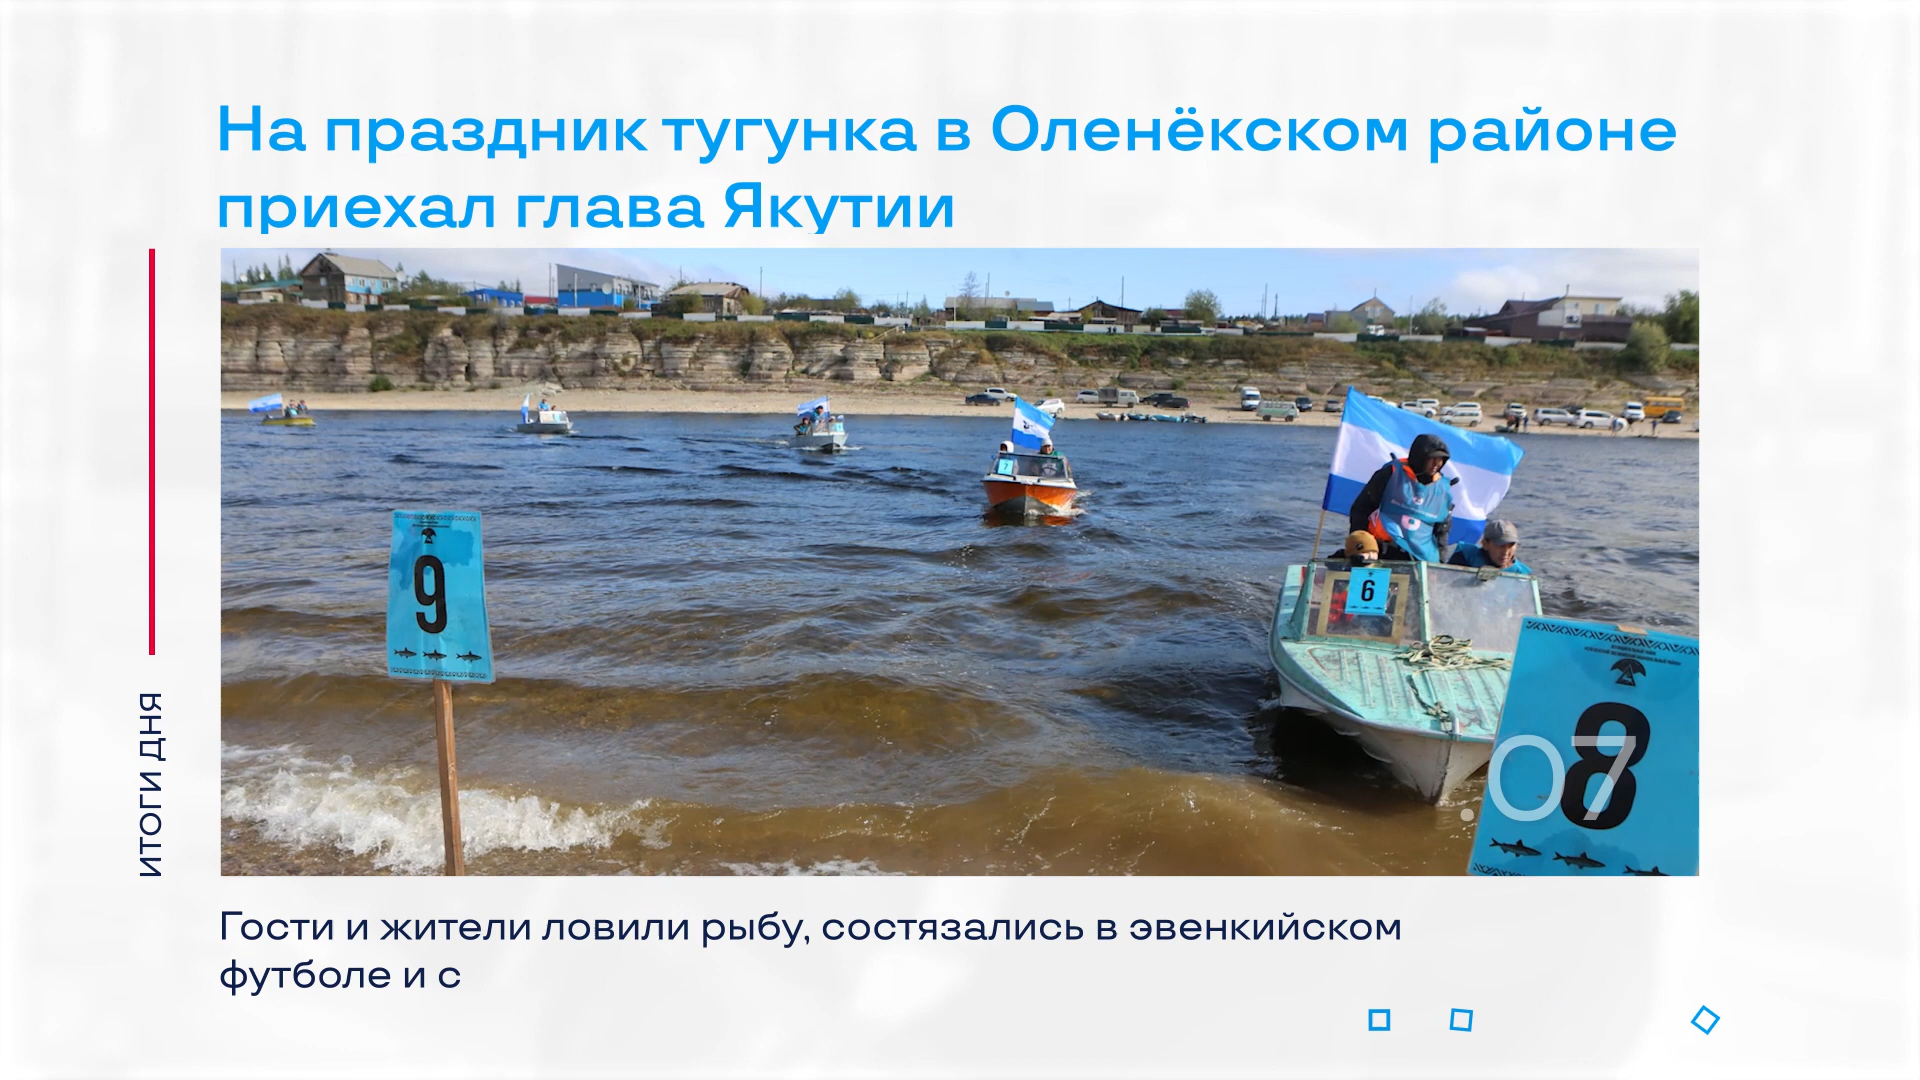 На праздник тугунка в Оленёкском районе
приехал глава Якутии
ИТОГИ ДНЯ
7
6
9
8
.07
Гости и жители ловили рыбу, состязались в эвенкийском
футболе и с